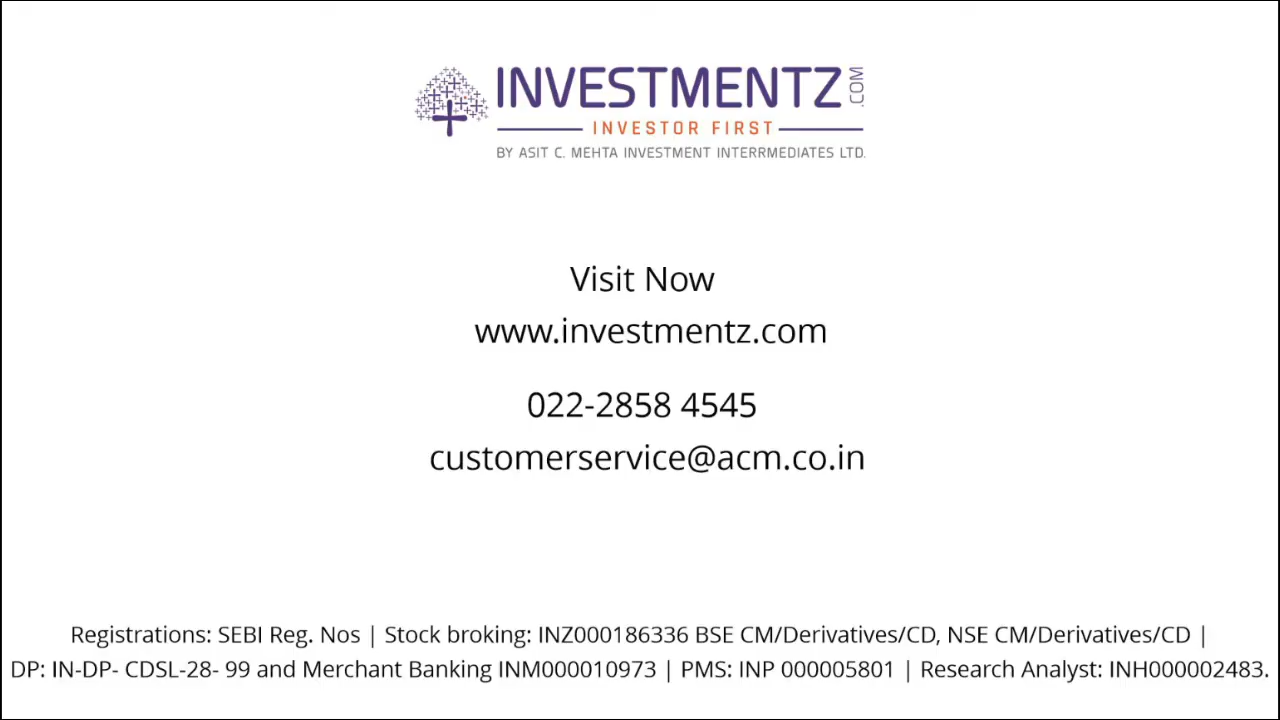 INVESTMENTZ.COM
INVESTOR FIRST
BY ASIT C. MEHTA INVESTMENT INTERRMEDIATES LTD.
Visit Now
www.investmentz.com
022-2858 4545
customerservice@acm.co.in
Registrations: SEBI Reg. Nos | Stock broking: INZ000186336 BSE CM/Derivatives/CD, NSE CM/Derivatives/CD |
DP: IN-DP- CDSL-28- 99 and Merchant Banking INM000010973 | PMS: INP 000005801 | Research Analyst: INH000002483.